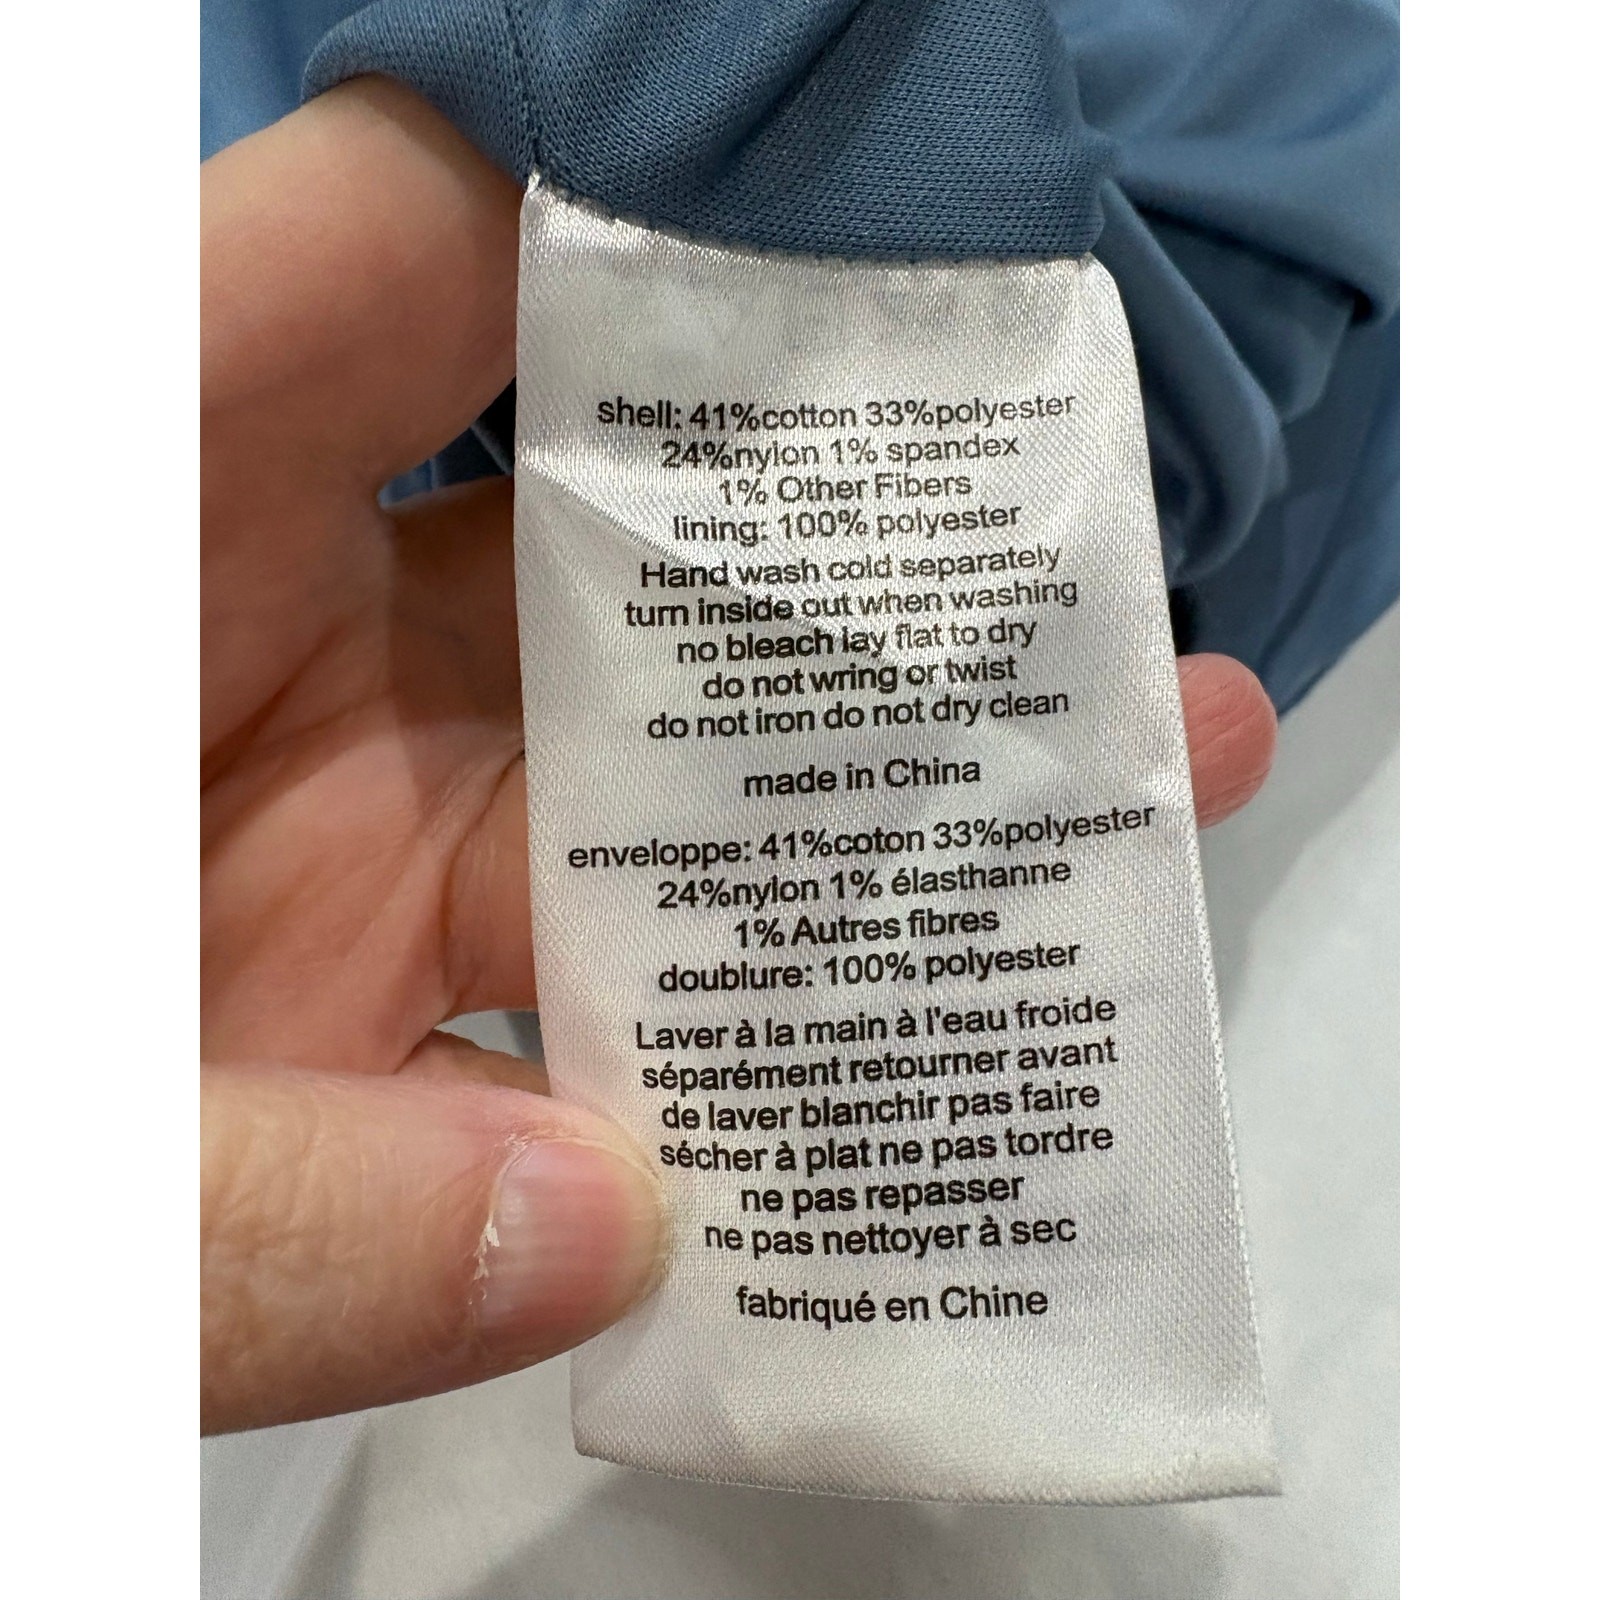 shell: 41%cotton 33%polyester
24%nylon 1% spandex
1% Other Fibers
lining: 100% polyester
Hand wash cold separately
turn inside out when washing
no bleach lay flat to dry
do not wring or twist
do not iron do not dry clean
made in China
enveloppe: 41%coton 33%polyester
24%nylon 1% élasthanne
1% Autres fibres
doublure: 100% polyester
Laver à la main à l'eau froide
séparément retourner avant
de laver blanchir pas faire
sécher à plat ne pas tordre
ne pas repasser
ne pas nettoyer à sec
fabriqué en Chine